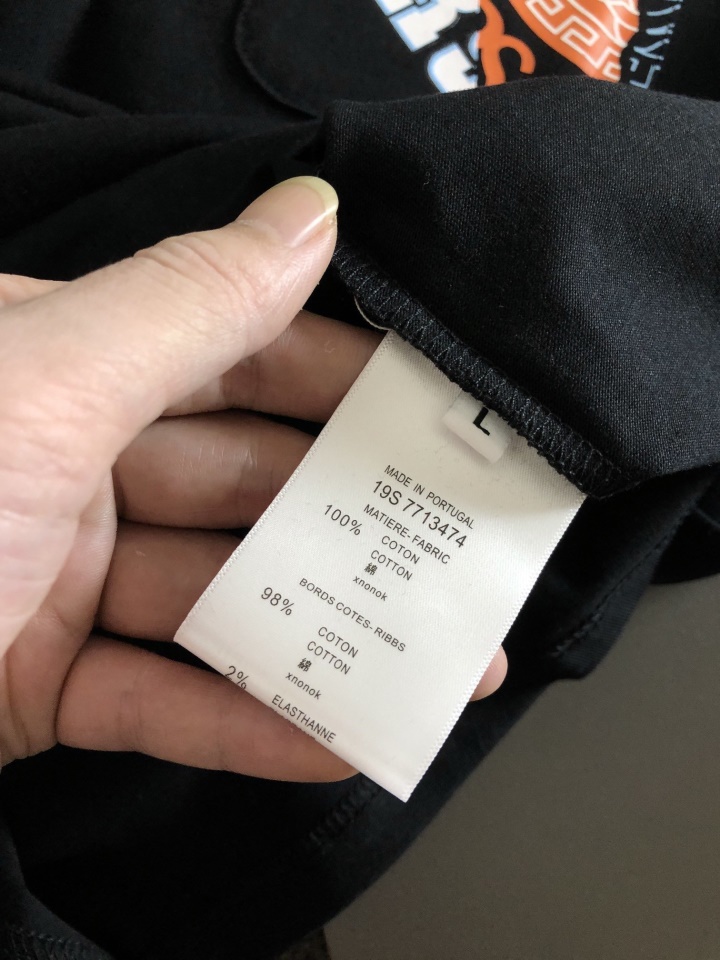 L
MADE IN PORTUGAL
19S 7713474
MATIERE-FABRIC
100% COTON
COTTON
綿
xnonok
BORDS COTES-RIBBS
98% COTON
COTTON
綿
xnonok
2% ELASTHANNE